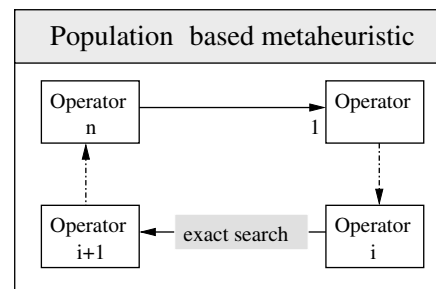 Population based metaheuristic
Operator
n
Operator
1
Operator
i+1
exact search
Operator
i